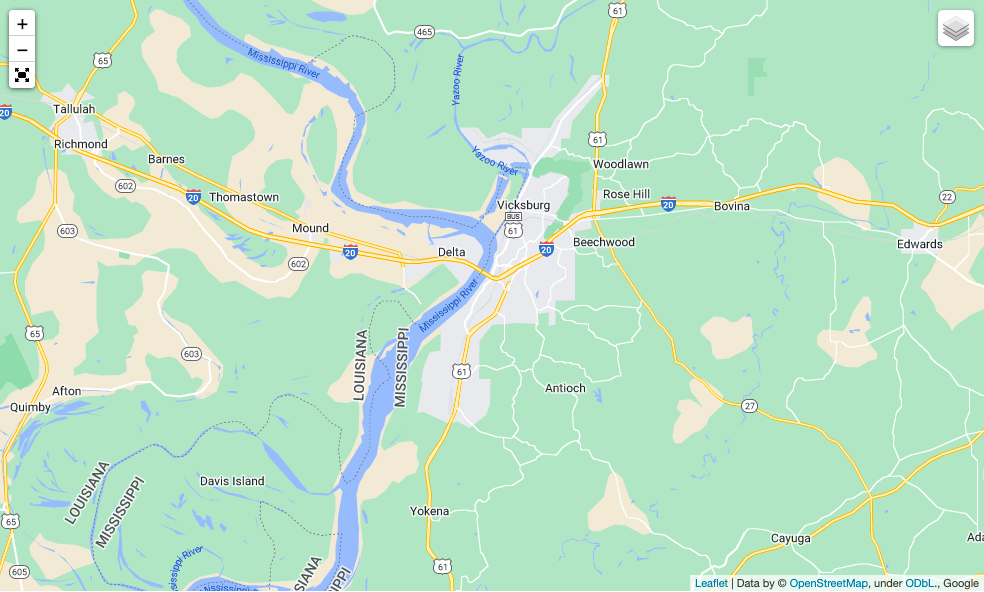 +
−
61
465
Mississippi River
65
Yazoo River
20
Tallulah
Richmond
61
Yazoo River
Barnes
Woodlawn
602
20
Thomastown
Rose Hill
Vicksburg
20
Bovina
22
BUS
61
603
Mound
Beechwood
Edwards
20
Delta
20
602
Mississippi River
65
LOUISIANA
MISSISSIPPI
603
61
Afton
Antioch
Quimby
27
Davis Island
LOUISIANA
MISSISSIPPI
65
Yokena
Cayuga
Ada
Mississippi River
605
61
LOUISIANA
Leaflet | Data by © OpenStreetMap, under ODbL., Google